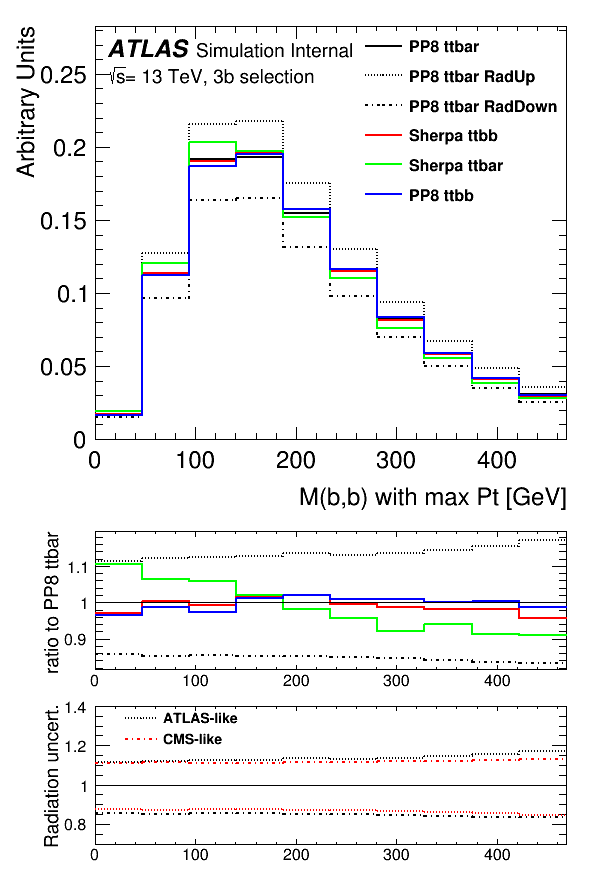 ATLAS Simulation Internal
√s= 13 TeV, 3b selection
PP8 ttbar
PP8 ttbar RadUp
PP8 ttbar RadDown
Sherpa ttbb
Sherpa ttbar
PP8 ttbb
Arbitrary Units
0.25
0.2
0.15
0.1
0.05
0
0 100 200 300 400
M(b,b) with max Pt [GeV]
ratio to PP8 ttbar
1.1
1
0.9
0 100 200 300 400
Radiation uncert.
1.4
1.2
1
0.8
ATLAS-like
CMS-like
0 100 200 300 400